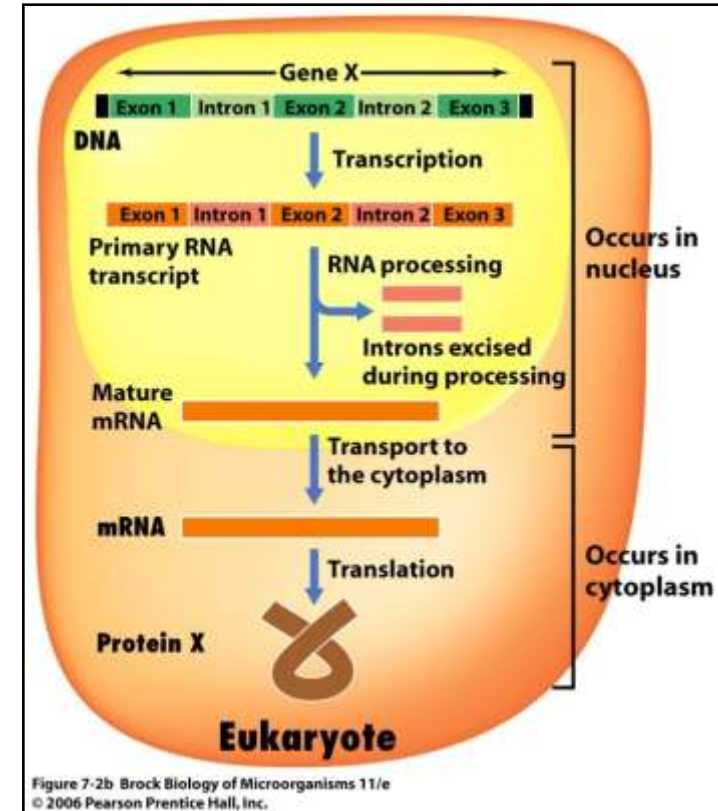 Gene X
Exon 1 Intron 1 Exon 2 Intron 2 Exon 3
DNA
Transcription
Exon 1 Intron 1 Exon 2 Intron 2 Exon 3
Primary RNA
transcript
RNA processing
Introns excised
during processing
Occurs in
nucleus
Mature
mRNA
Transport to
the cytoplasm
mRNA
Translation
Occurs in
cytoplasm
Protein X
Eukaryote
Figure 7-2b Brock Biology of Microorganisms 11/e
© 2006 Pearson Prentice Hall, Inc.